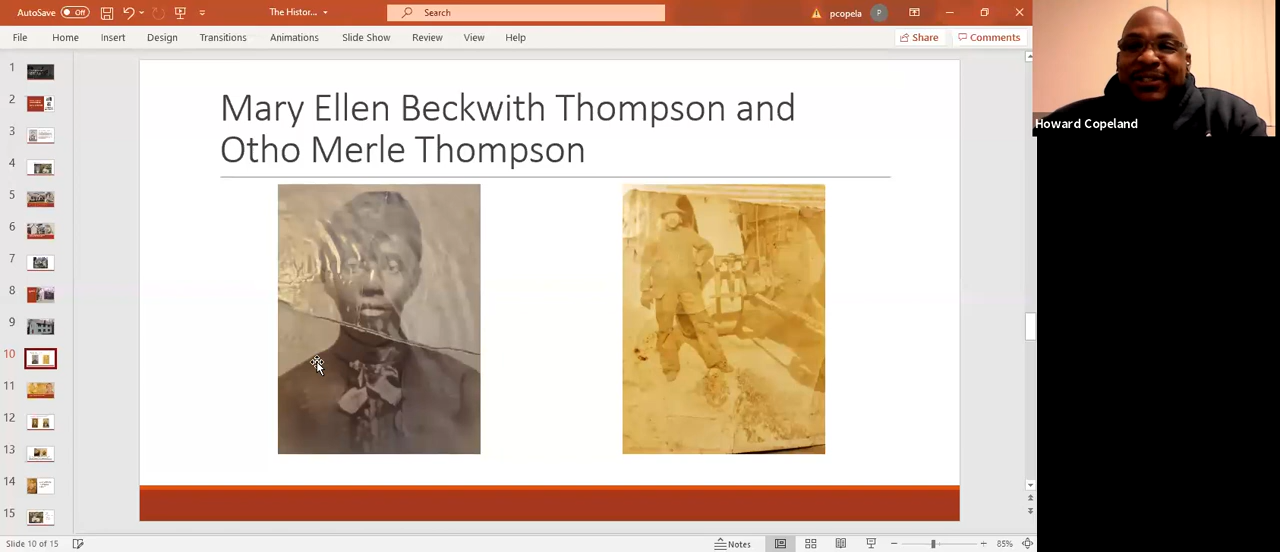 AutoSave Off
The Histor...
Search
pcopela
P
File Home Insert Design Transitions Animations Slide Show Review View Help
Share Comments
Howard Copeland
1
2
3
4
5
6
7
8
9
10
11
12
13
14
15
Mary Ellen Beckwith Thompson and
Otho Merle Thompson
Slide 10 of 15
Notes
85%